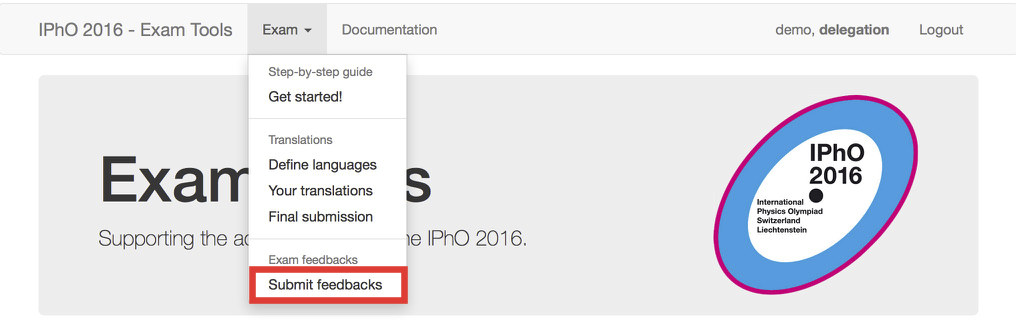 IPhO 2016 - Exam Tools Exam Documentation demo, delegation Logout
Step-by-step guide
Get started!
Translations
Define languages
Your translations
Final submission
Exam feedbacks
Submit feedbacks
Exam s
Supporting the a ne IPhO 2016.
IPhO
2016
International
Physics Olympiad
Switzerland
Liechtenstein